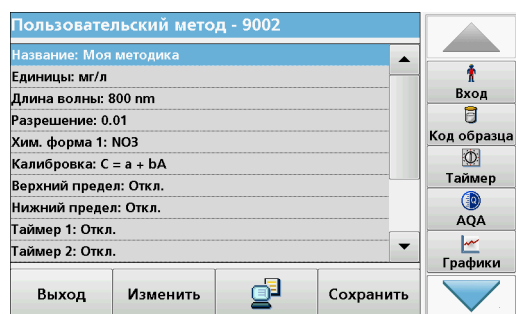 Пользовательский метод - 9002
Название: Моя методика
Единицы: мг/л
Длина волны: 800 nm
Разрешение: 0.01
Хим. форма 1: NO3
Калибровка: C = a + bA
Верхний предел: Откл.
Нижний предел: Откл.
Таймер 1: Откл.
Таймер 2: Откл.
Выход
Изменить
Сохранить
Вход
Код образца
Таймер
AQA
Графики